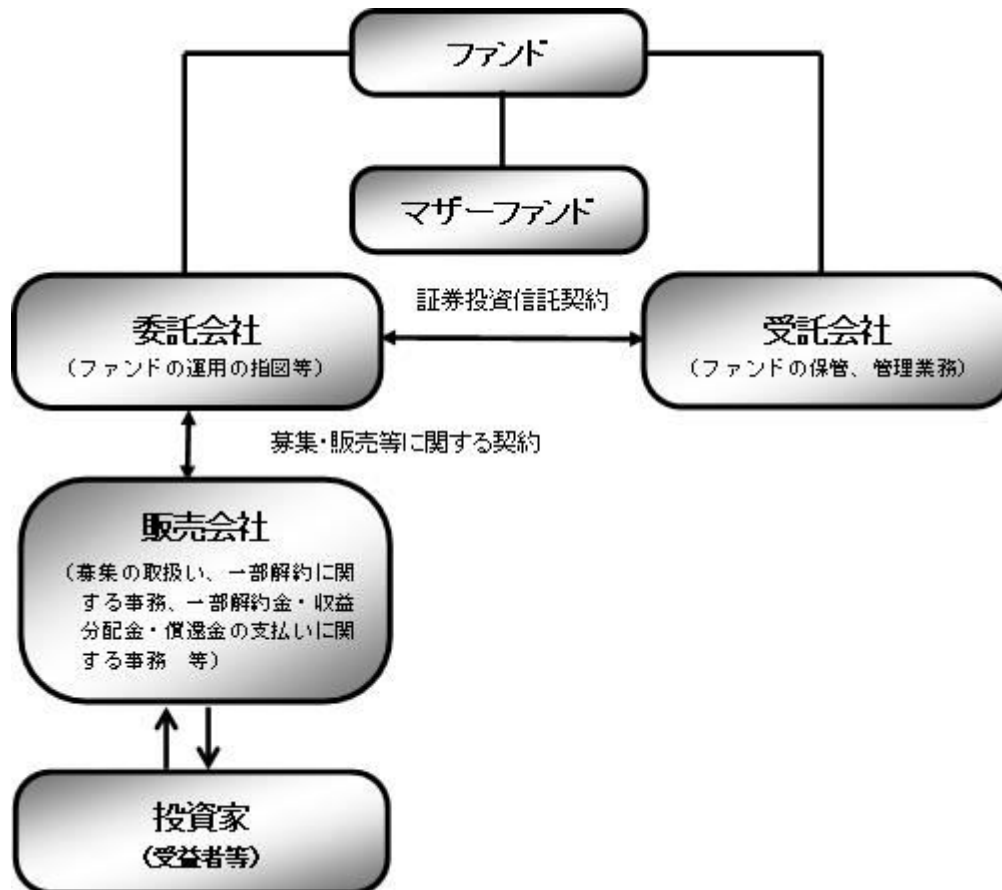 ファンド
マザーファンド
証券投資信託契約
委託会社
（ファンドの運用の指図等）
受託会社
（ファンドの保管、管理業務）
募集・販売等に関する契約
販売会社
（募集の取扱い、一部解約に関
する事務、一部解約金・収益
分配金・償還金の支払いに関
する事務　等）
投資家
（受益者等）